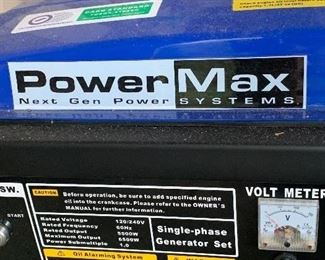 PowerMax
Next Gen Power SYSTEMS
SW.
START
CAUTION
Before operation, be sure to add specified engine
oil into the crankcase. Please refer to the OWNER'S
MANUAL for further information.
Rated Voltage 120/240V
Rated Frequency 60Hz
Rated Output 5500W
Maximum Output 6500W
Power Submultiple 1.0
Single-phase
Generator Set
VOLT METER
V
Oil Alarming System
CAUTION